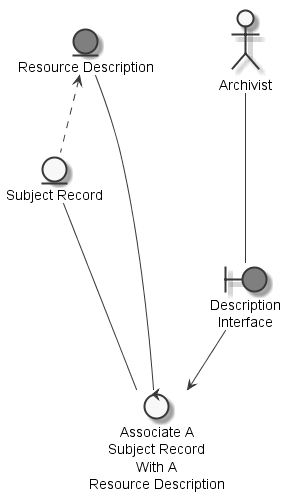 Resource Description
Archivist
Subject Record
Description
Interface
Associate A
Subject Record
With A
Resource Description